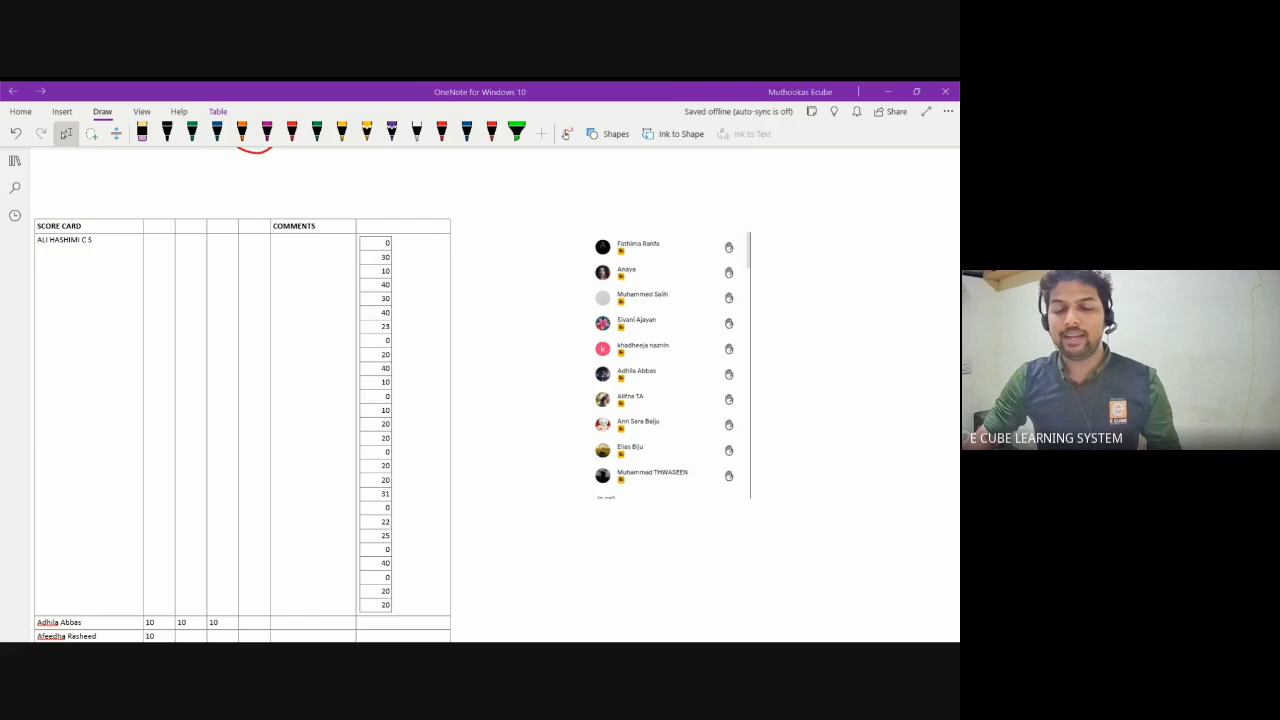 OneNote for Windows 10
Muthookas Ecube
Home Insert Draw View Help Table
Saved offline (auto-sync is off)
Share
Shapes
Ink to Shape
Ink to Text
SCORE CARD COMMENTS
ALI HASHIMI C S
0
30
10
40
30
40
23
0
20
40
10
0
10
20
20
0
20
20
31
0
22
25
0
40
0
20
20
Adhila Abbas 10 10 10
Afeedha Rasheed 10
A
Fathima Rahfa
Anaya
Muhammed Salih
Sivani Ajayan
k
khadheeja naznin
Adhila Abbas
Alifna TA
Ann Sara Baiju
Elias Biju
Muhammad THWASEEN
E CUBE
E CUBE LEARNING SYSTEM